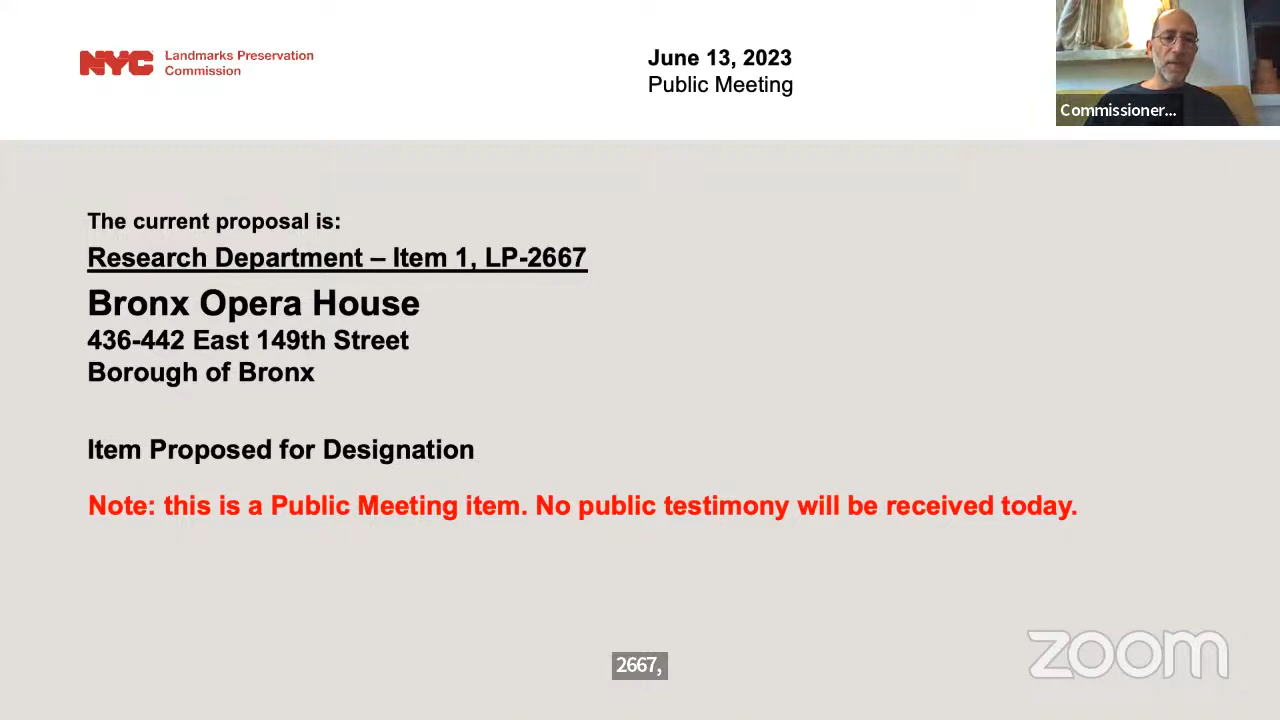 NYC
Landmarks Preservation
Commission
June 13, 2023
Public Meeting
Commissioner...
The current proposal is:
Research Department – Item 1, LP-2667
Bronx Opera House
436-442 East 149th Street
Borough of Bronx
Item Proposed for Designation
Note: this is a Public Meeting item. No public testimony will be received today.
2667,
zoom